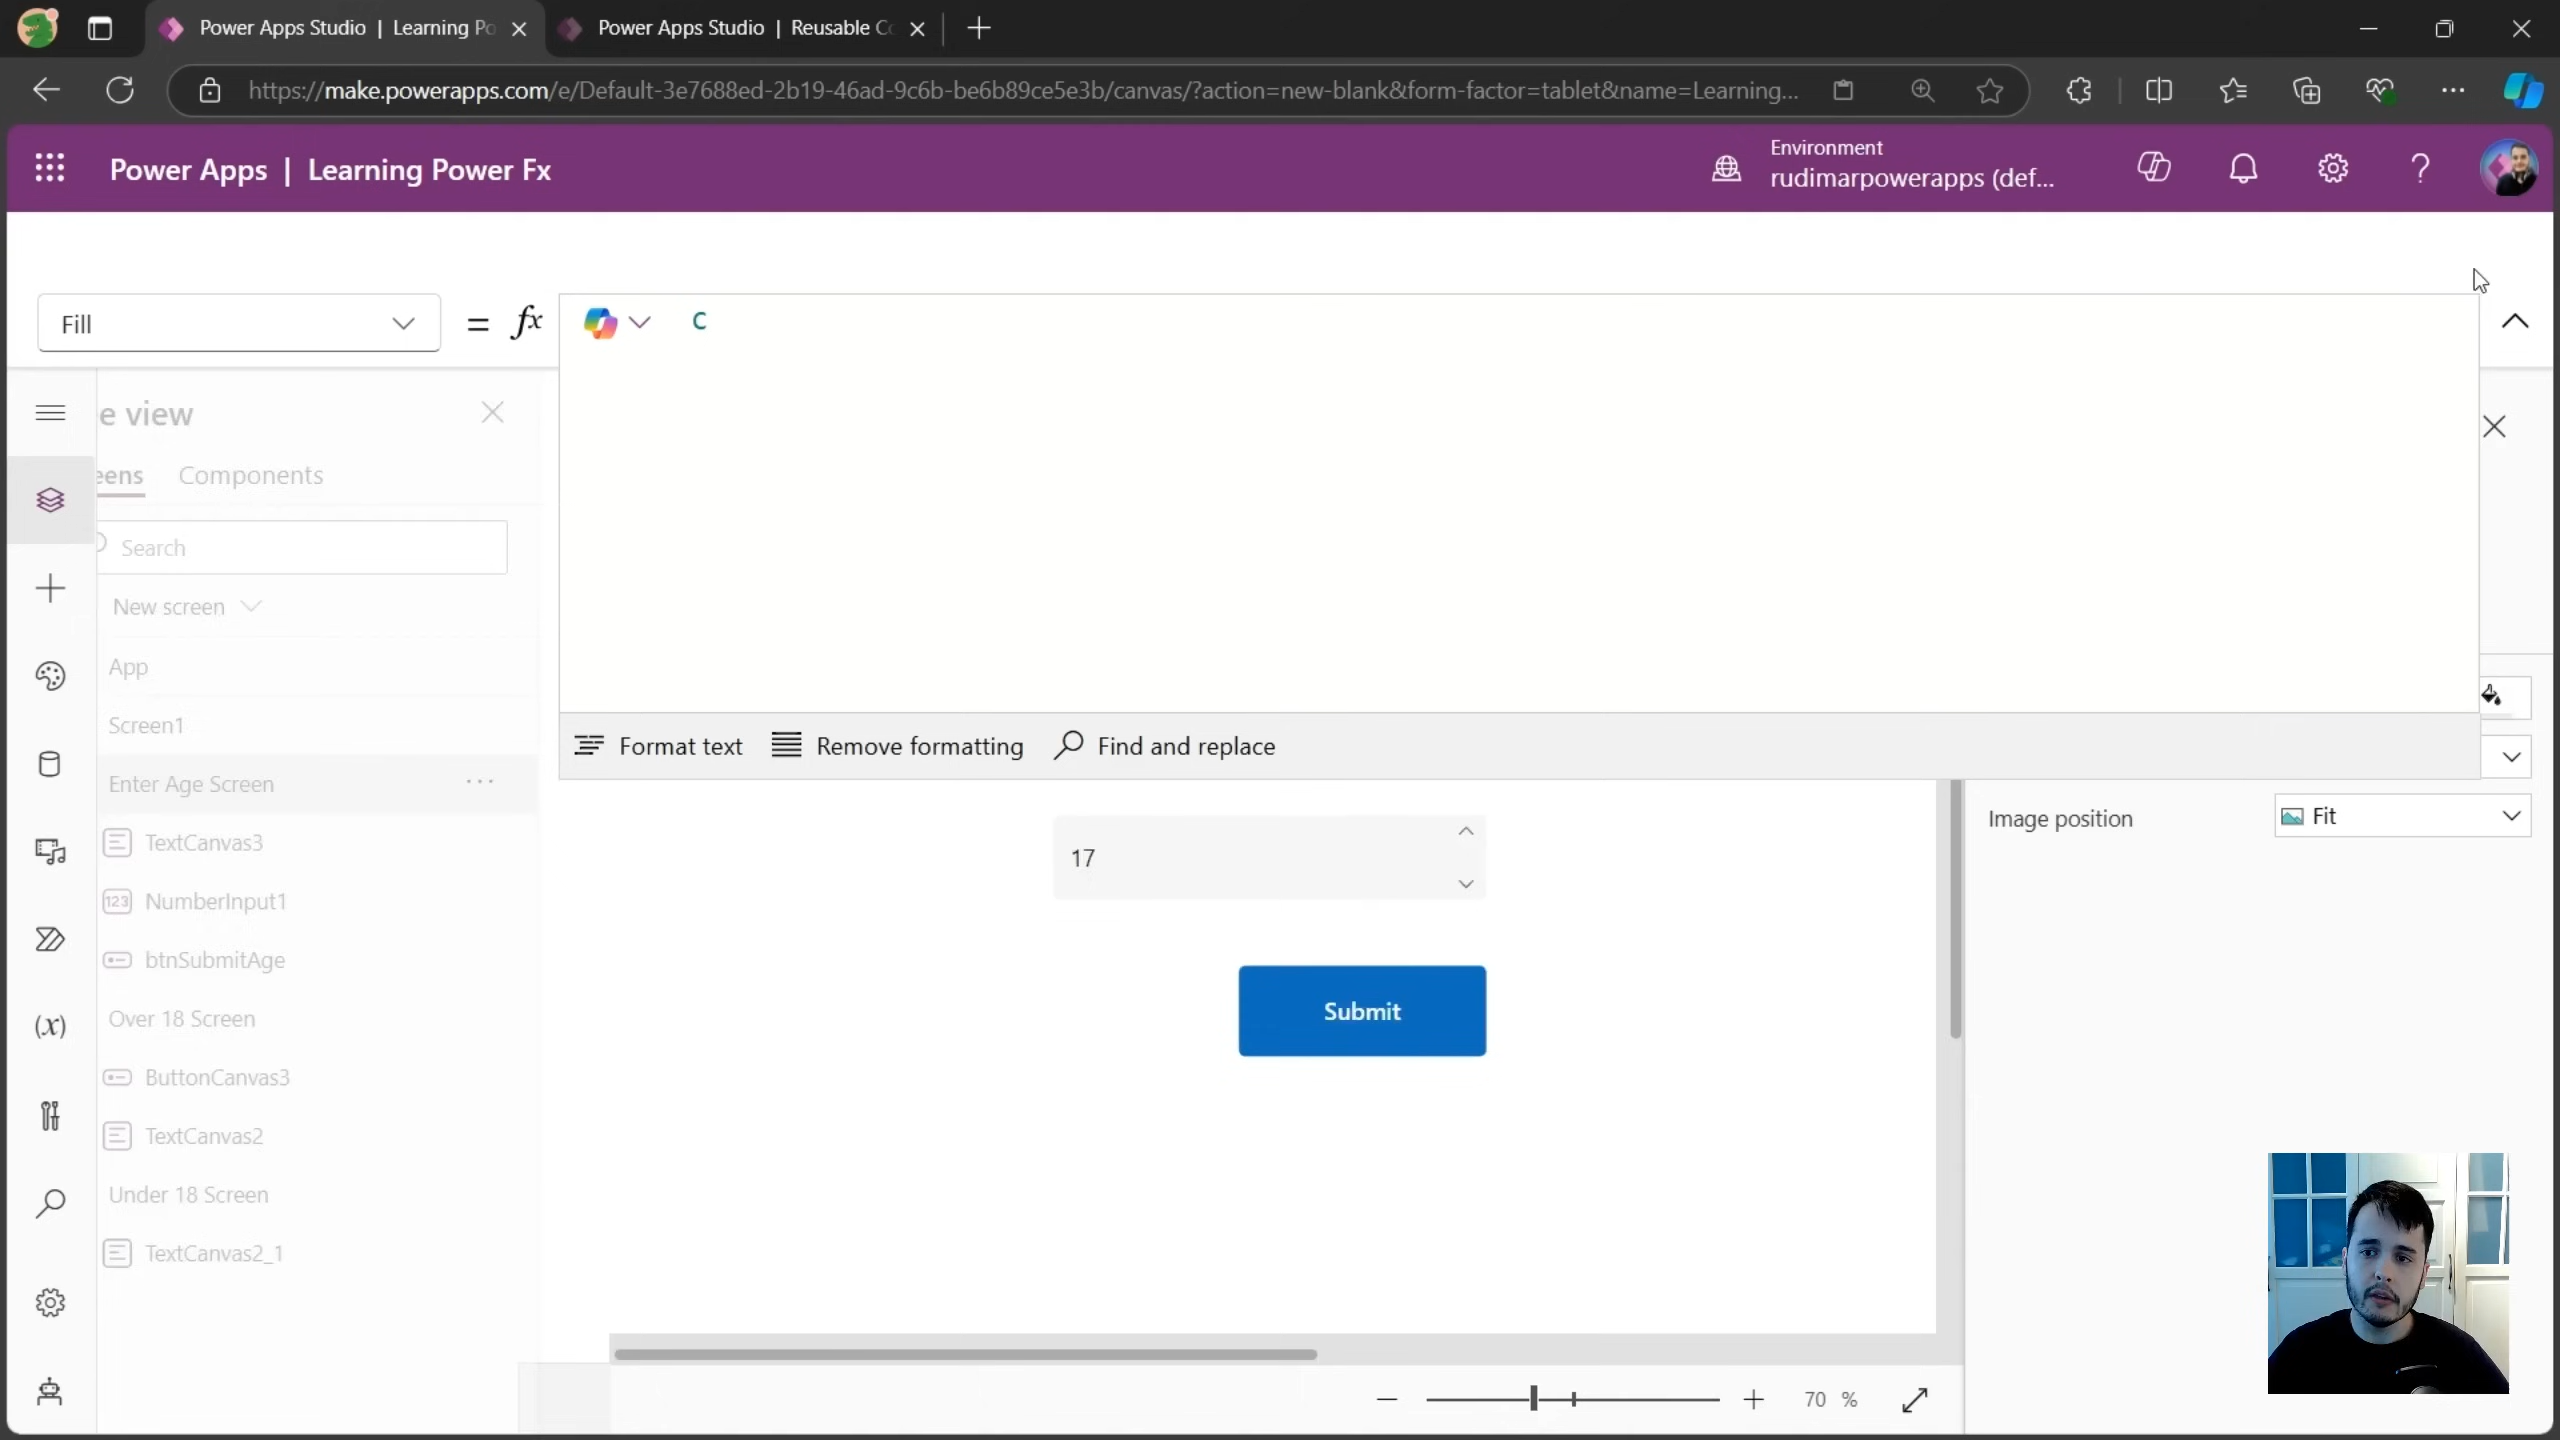 Power Apps Studio | Learning Po
Power Apps Studio | Reusable Co
https://make.powerapps.com/e/Default-3e7688ed-2b19-46ad-9c6b-be6b89ce5e3b/canvas/?action=new-blank&form-factor=tablet&name=Learning...
Power Apps | Learning Power Fx
Environment
rudimarpowerapps (def...
Fill
= fx
C
e view
eens
Components
Search
New screen
App
Screen1
Format text
Remove formatting
Find and replace
Enter Age Screen
...
Image position
Fit
TextCanvas3
17
123
NumberInput1
btnSubmitAge
Submit
Over 18 Screen
(x)
ButtonCanvas3
TextCanvas2
Under 18 Screen
TextCanvas2_1
70 %